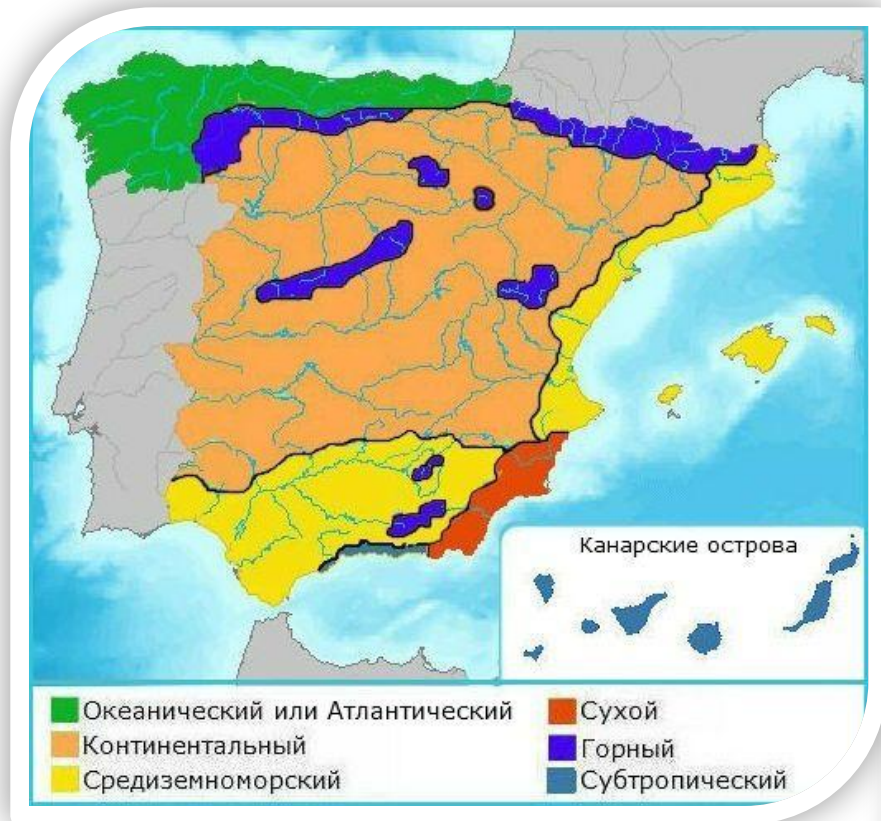 Канарские острова
Океанический или Атлантический
Континентальный
Средиземноморский
Сухой
Горный
Субтропический